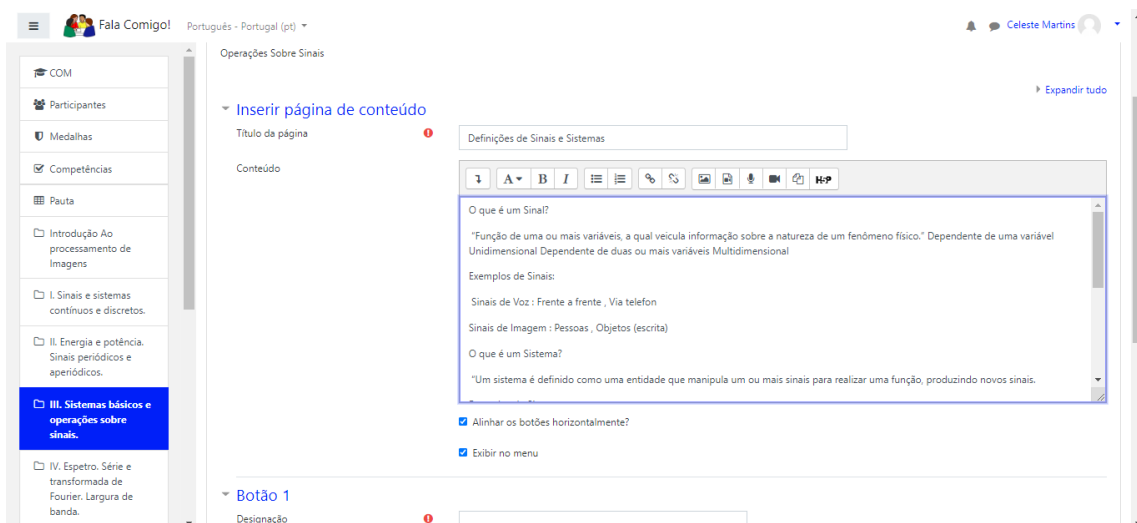 Fala Comigo! Português - Portugal (pt)
Celeste Martins
COM
Participantes
Medalhas
Competências
Pauta
Introdução Ao
processamento de
Imagens
I. Sinais e sistemas
contínuos e discretos.
II. Energia e potência.
Sinais periódicos e
aperiódicos.
III. Sistemas básicos e
operações sobre
sinais.
IV. Espetro. Série e
transformada de
Fourier. Largura de
banda.
Operações Sobre Sinais
Expandir tudo
Inserir página de conteúdo
Título da página
Definições de Sinais e Sistemas
Conteúdo
A B I H-P
O que é um Sinal?
"Função de uma ou mais variáveis, a qual veicula informação sobre a natureza de um fenômeno físico." Dependente de uma variável
Unidimensional Dependente de duas ou mais variáveis Multidimensional
Exemplos de Sinais:
Sinais de Voz : Frente a frente , Via telefon
Sinais de Imagem : Pessoas , Objetos (escrita)
O que é um Sistema?
"Um sistema é definido como uma entidade que manipula um ou mais sinais para realizar uma função, produzindo novos sinais.
Alinhar os botões horizontalmente?
Exibir no menu
Botão 1
Designação